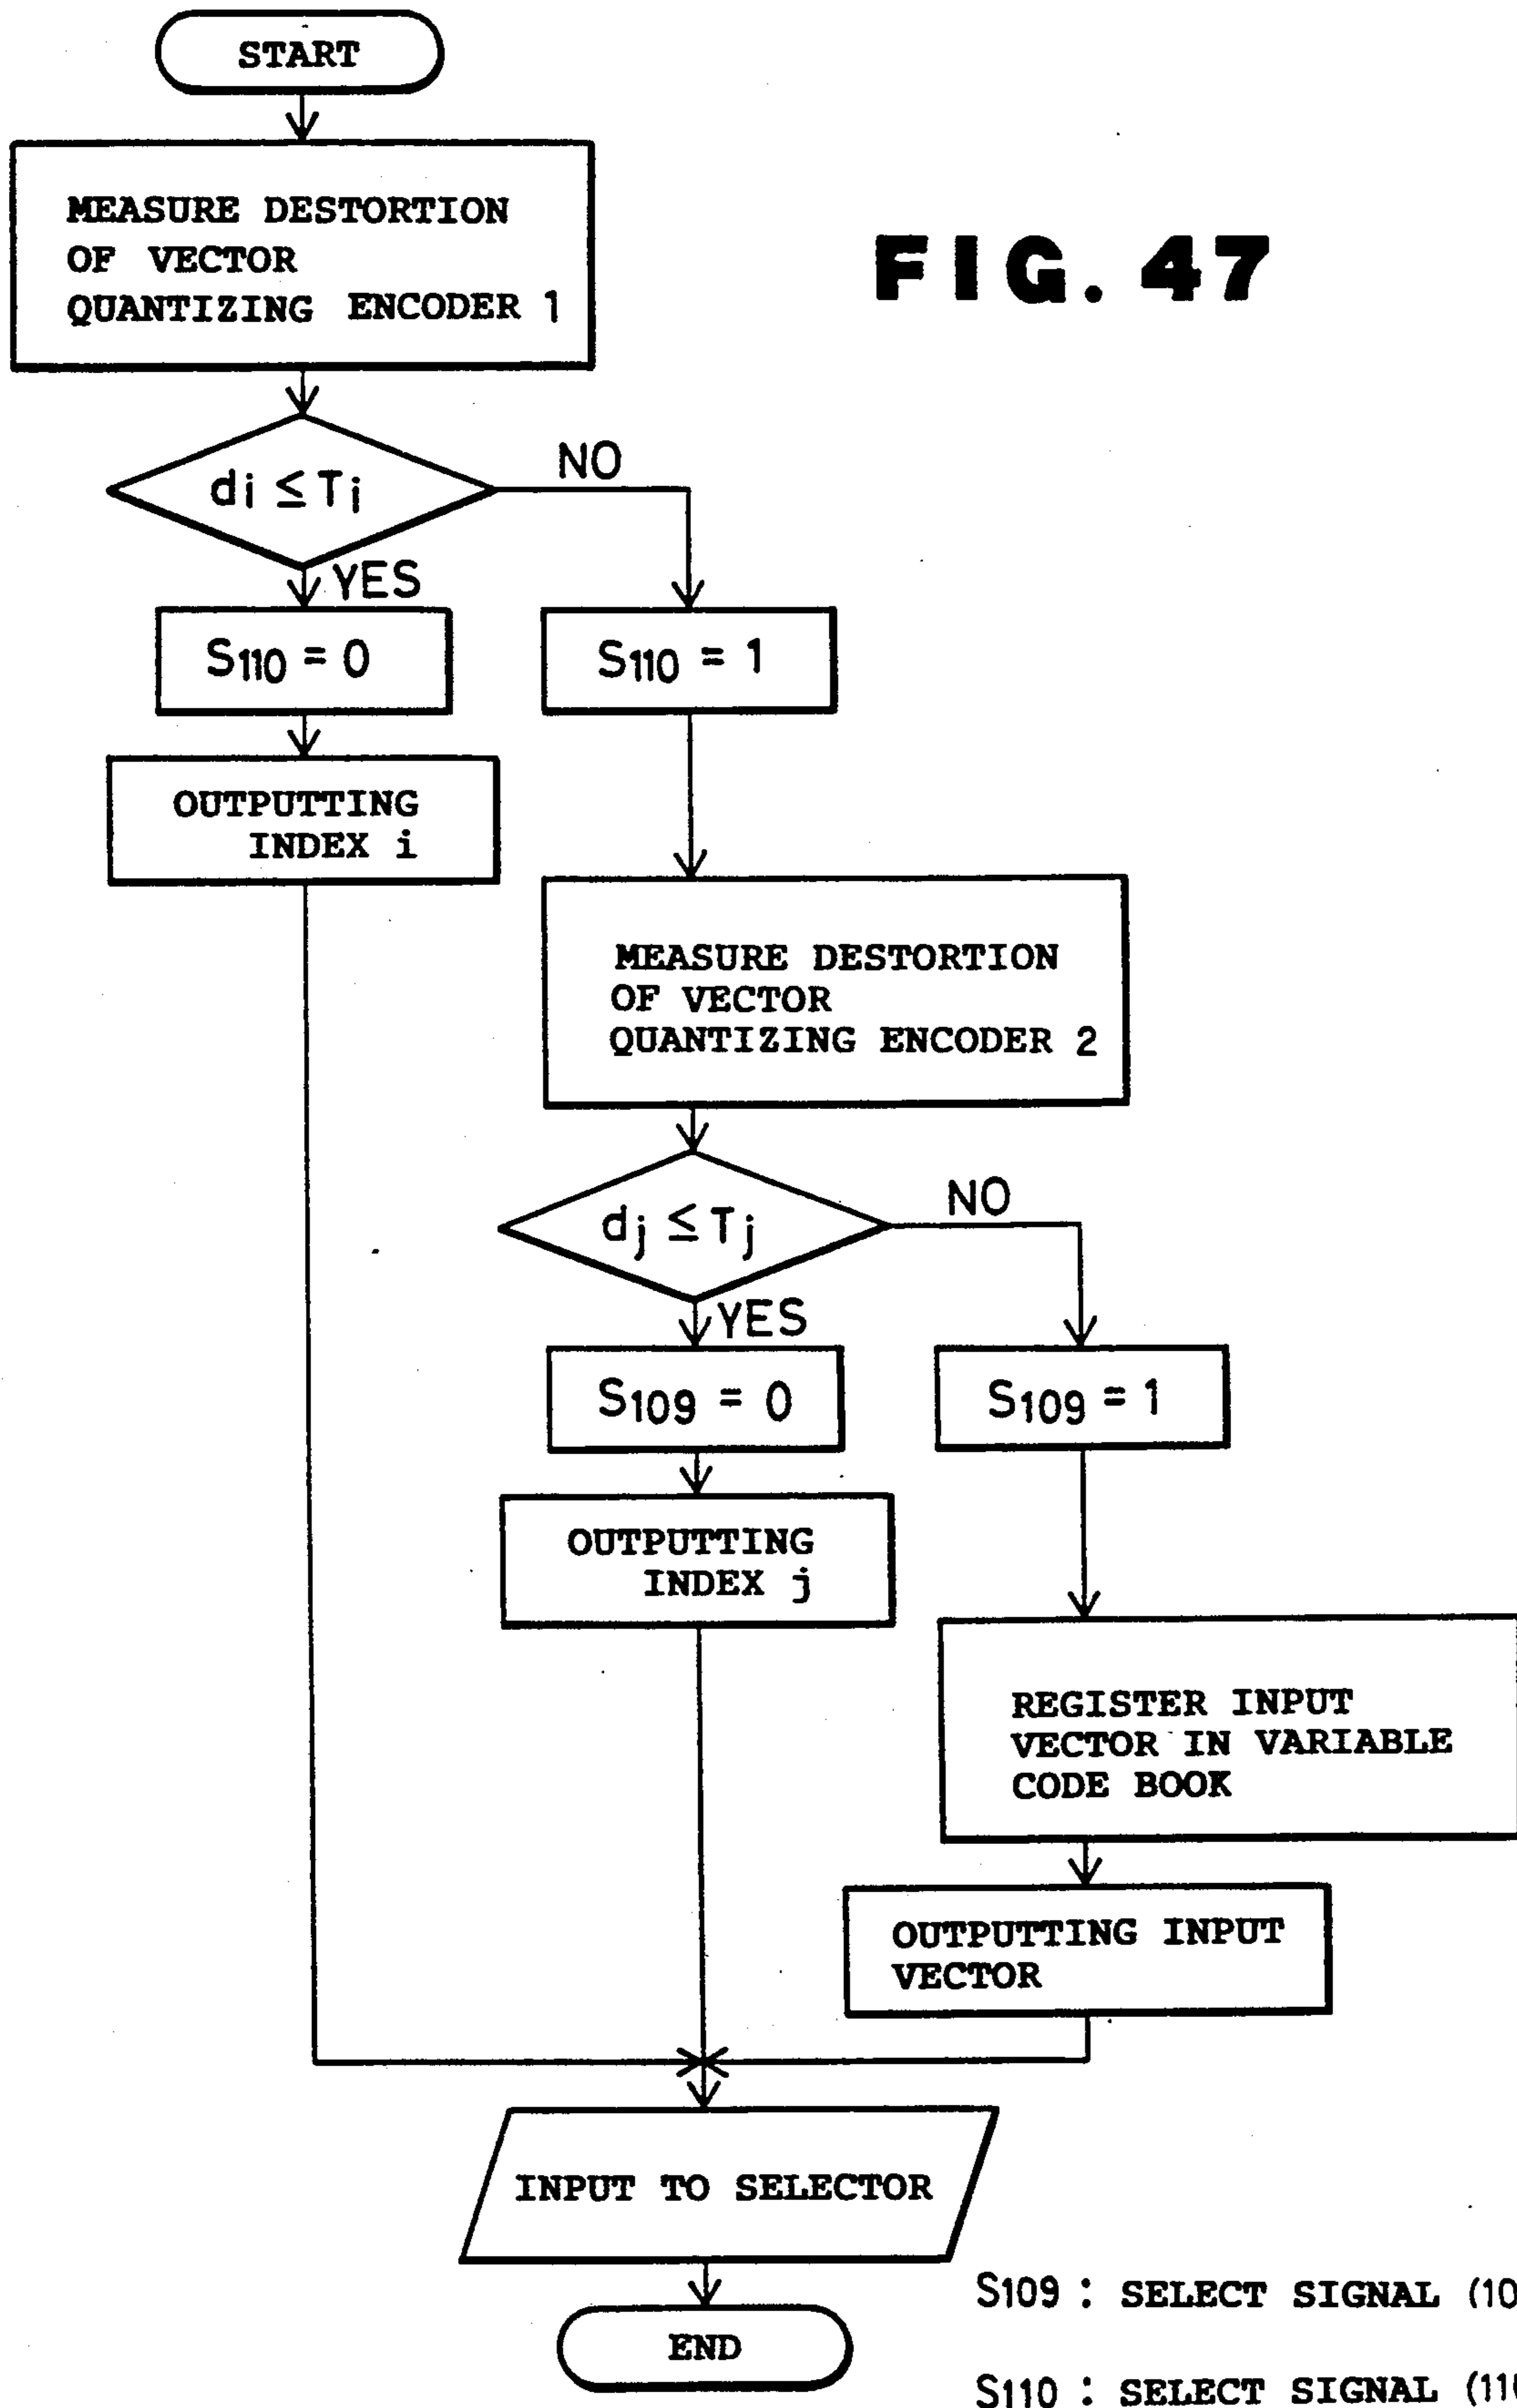 START
MEASURE DESTORTION
OF VECTOR
QUANTIZING ENCODER 1
FIG. 47
di ≤ Ti
NO
YES
S110 = 0
S110 = 1
OUTPUTTING
INDEX i
MEASURE DESTORTION
OF VECTOR
QUANTIZING ENCODER 2
dj ≤ Tj
NO
YES
S109 = 0
S109 = 1
OUTPUTTING
INDEX j
REGISTER INPUT
VECTOR IN VARIABLE
CODE BOOK
OUTPUTTING INPUT
VECTOR
INPUT TO SELECTOR
END
S109 : SELECT SIGNAL
S110 : SELECT SIGNAL